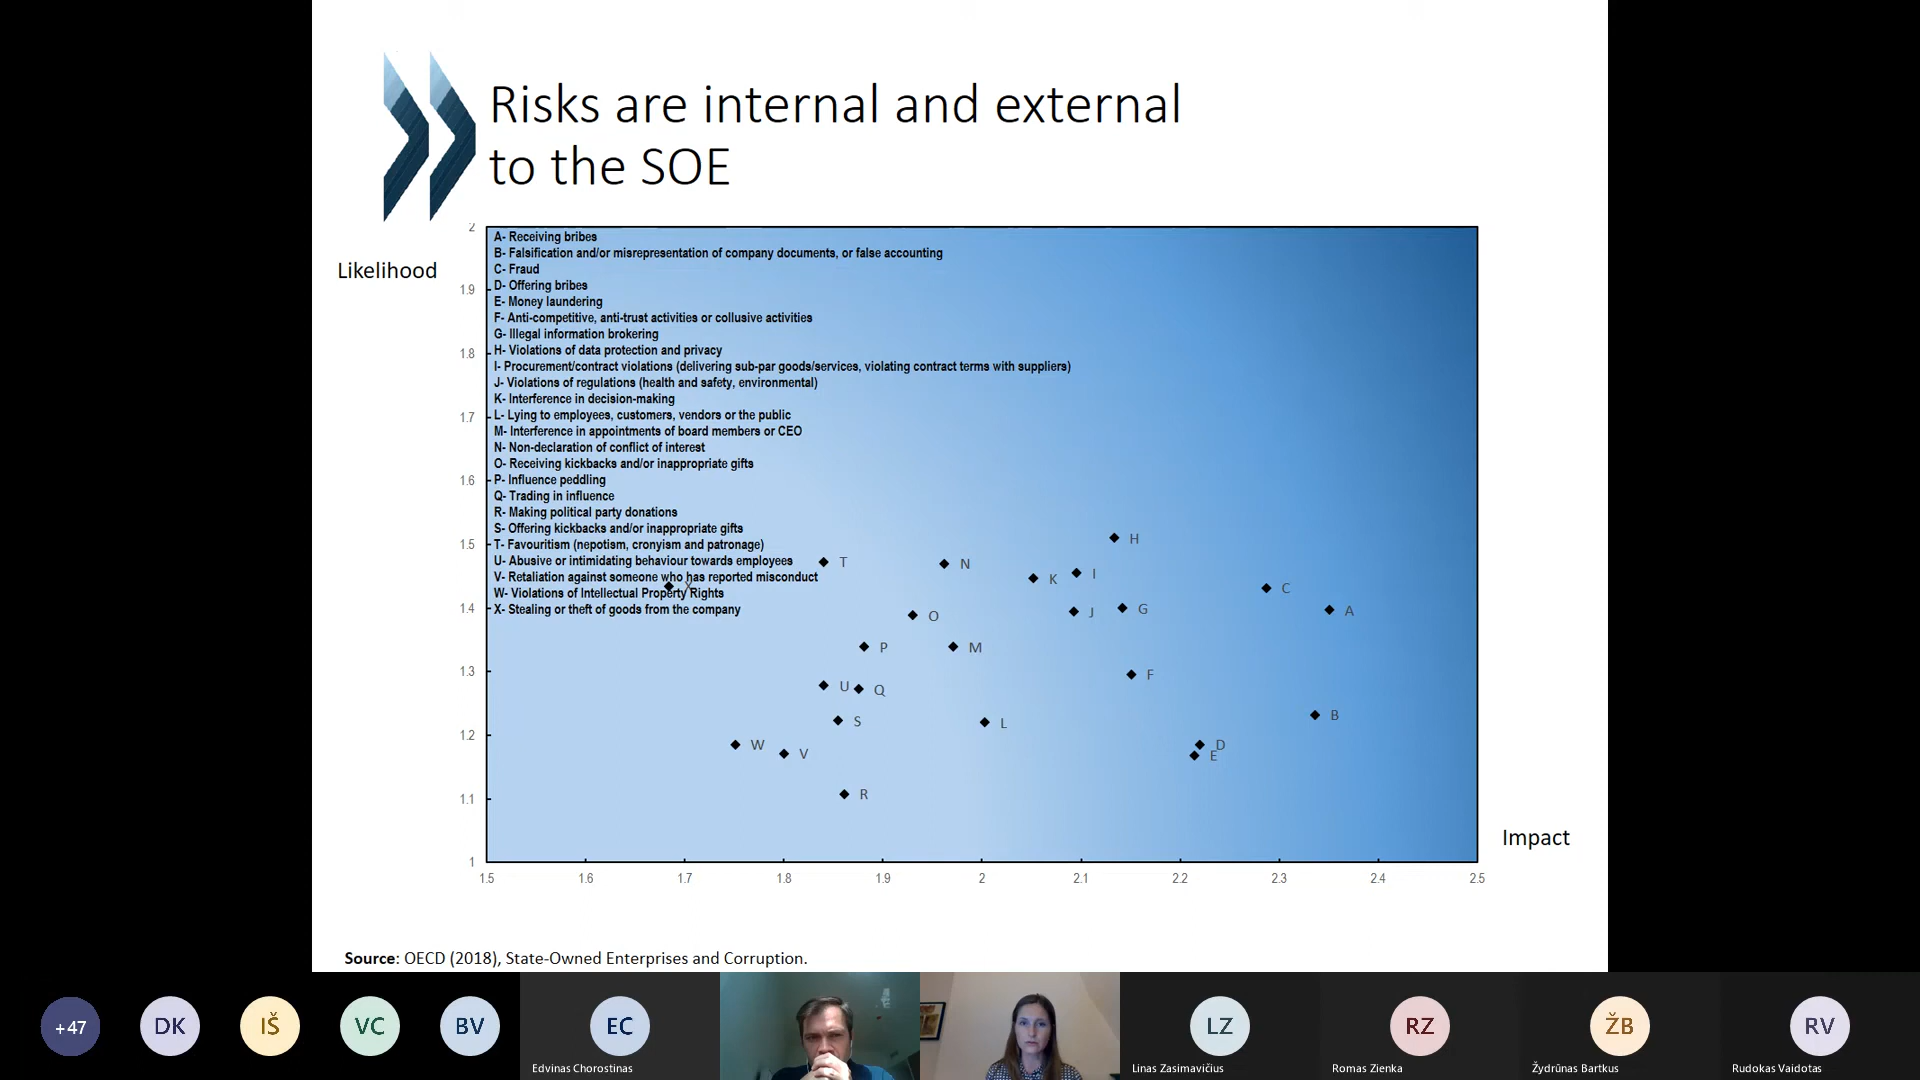 Risks are internal and external
to the SOE
Likelihood
2
1.9
1.8
1.7
1.6
1.5
1.4
1.3
1.2
1.1
1
A- Receiving bribes
B- Falsification and/or misrepresentation of company documents, or false accounting
C- Fraud
D- Offering bribes
E- Money laundering
F- Anti-competitive, anti-trust activities or collusive activities
G- Illegal information brokering
H- Violations of data protection and privacy
I- Procurement/contract violations (delivering sub-par goods/services, violating contract terms with suppliers)
J- Violations of regulations (health and safety, environmental)
K- Interference in decision-making
L- Lying to employees, customers, vendors or the public
M- Interference in appointments of board members or CEO
N- Non-declaration of conflict of interest
O- Receiving kickbacks and/or inappropriate gifts
P- Influence peddling
Q- Trading in influence
R- Making political party donations
S- Offering kickbacks and/or inappropriate gifts
T- Favouritism (nepotism, cronyism and patronage)
U- Abusive or intimidating behaviour towards employees
V- Retaliation against someone who has reported misconduct
W- Violations of Intellectual Property Rights
X- Stealing or theft of goods from the company
H
T
N
I
K
X
C
G
A
J
O
P
M
F
U
Q
B
S
L
W
D
V
E
R
Impact
1.5 1.6 1.7 1.8 1.9 2 2.1 2.2 2.3 2.4 2.5
Source: OECD (2018), State-Owned Enterprises and Corruption.
+47
DK
IŠ
VC
BV
EC
Edvinas Chorostinas
LZ
Linas Zasimavičius
RZ
Romas Zienka
ŽB
Žydrūnas Bartkus
RV
Rudokas Vaidotas